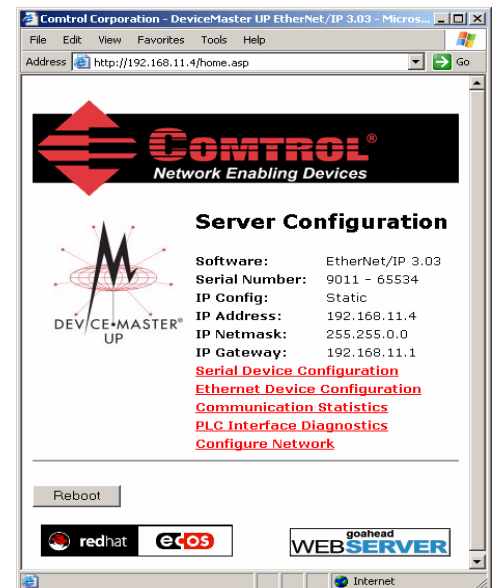 Comtrol Corporation - DeviceMaster UP EtherNet/IP 3.03 - Micros...
File Edit View Favorites Tools Help
Address http://192.168.11.4/home.asp Go
COMTROL®
Network Enabling Devices
Server Configuration
Software: EtherNet/IP 3.03
Serial Number: 9011 - 65534
IP Config: Static
IP Address: 192.168.11.4
IP Netmask: 255.255.0.0
IP Gateway: 192.168.11.1
Serial Device Configuration
Ethernet Device Configuration
Communication Statistics
PLC Interface Diagnostics
Configure Network
M
DEVICE•MASTER®
UP
Reboot
redhat eCos
goahead
WEBSERVER
Internet